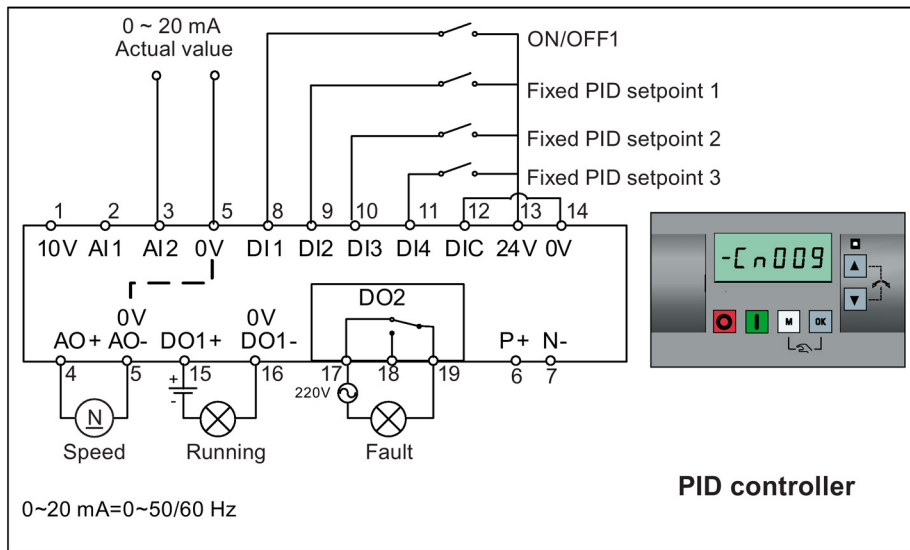 0 ~ 20 mA
Actual value
ON/OFF1
Fixed PID setpoint 1
Fixed PID setpoint 2
Fixed PID setpoint 3
1 2 3 5 8 9 10 11 12 13 14
10V AI1 AI2 0V DI1 DI2 DI3 DI4 DIC 24V 0V
-Cn009
M OK
DO2
0V 0V
AO+ AO- DO1+ DO1- P+ N-
4 5 15 16 17 18 19 6 7
+
-
220V
N
Speed Running Fault
PID controller
0~20 mA=0~50/60 Hz